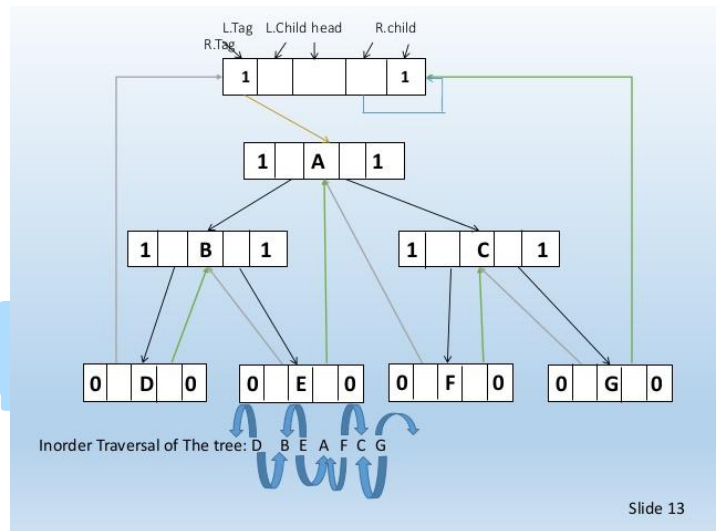 L.Tag L.Child head R.child
R.Tag
1 1
1 A 1
1 B 1 1 C 1
0 D 0 0 E 0 0 F 0 0 G 0
Inorder Traversal of The tree: D B E A F C G
Slide 13